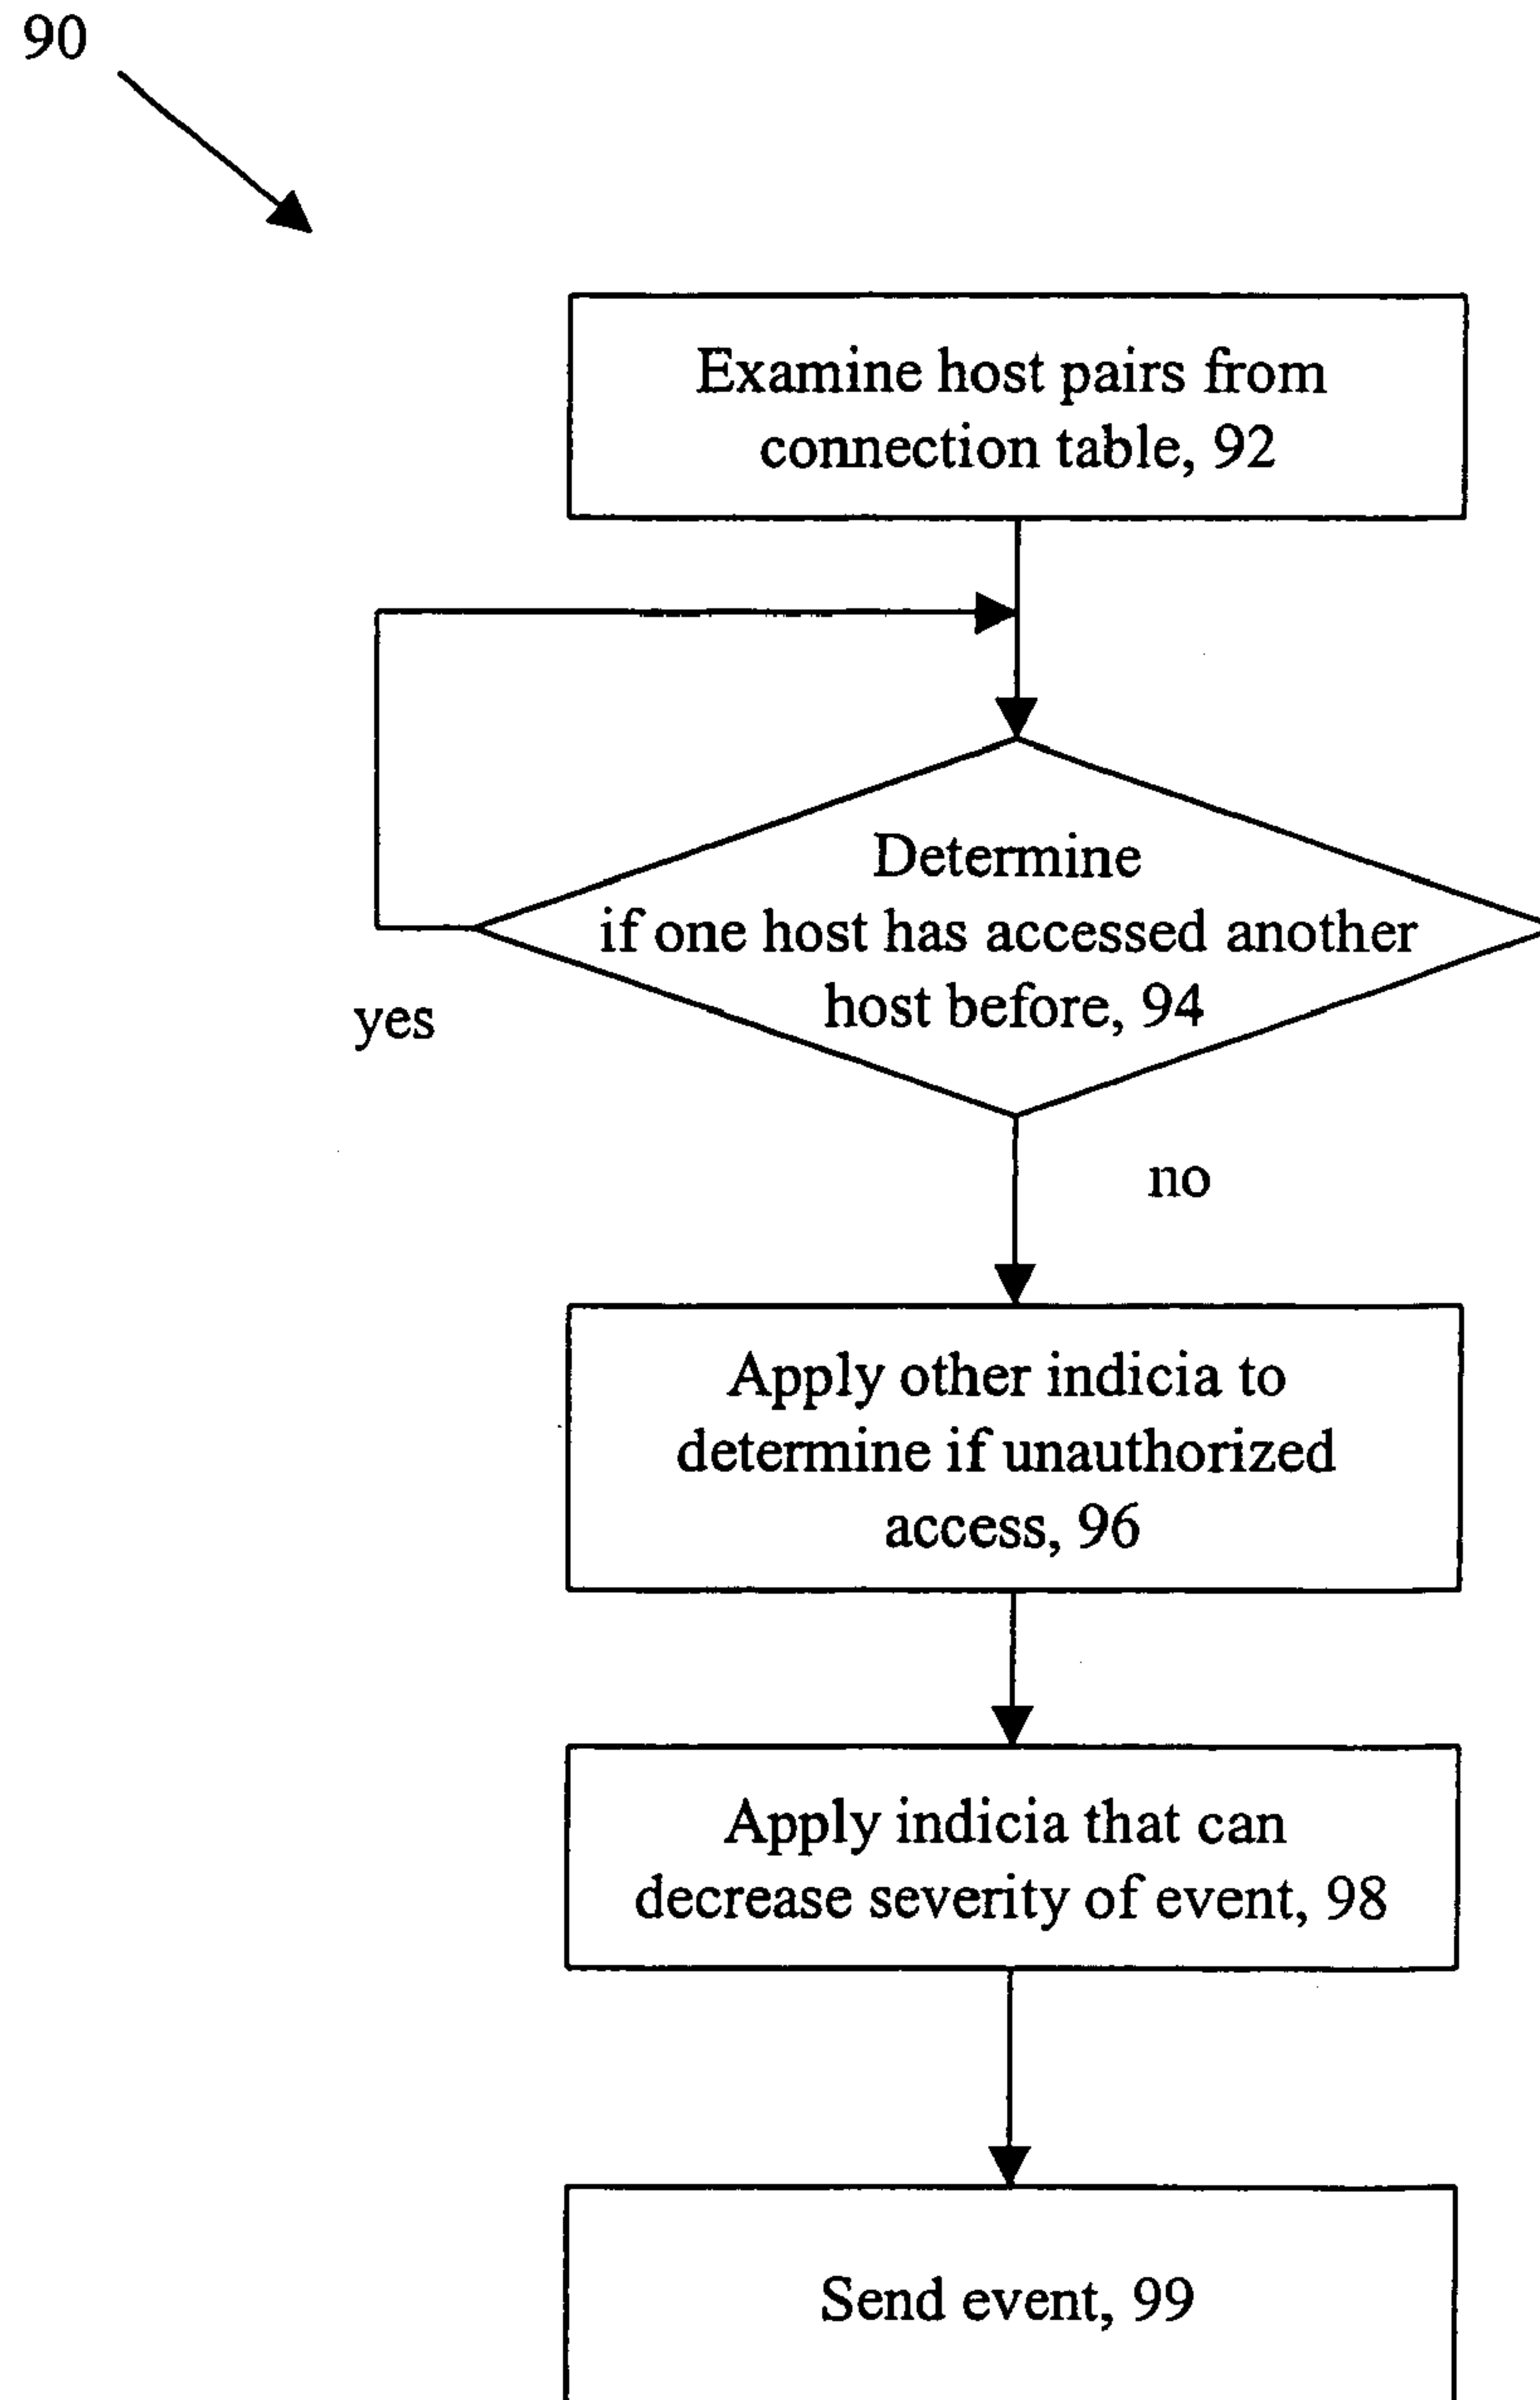 90
Examine host pairs from
connection table, 92
Determine
if one host has accessed another
host before, 94
yes
no
Apply other indicia to
determine if unauthorized
access, 96
Apply indicia that can
decrease severity of event, 98
Send event, 99